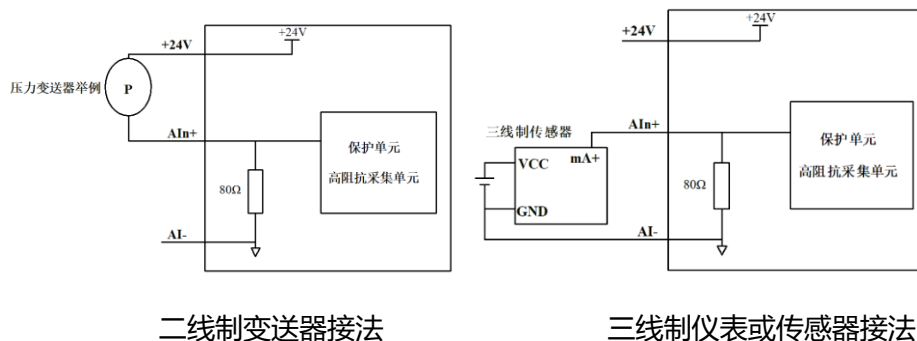 +24V
+24V
压力变送器举例
P
AIn+
保护单元
高阻抗采集单元
80Ω
AI-
二线制变送器接法
+24V
+24V
三线制传感器
AIn+
VCC
mA+
保护单元
高阻抗采集单元
80Ω
GND
AI-
三线制仪表或传感器接法